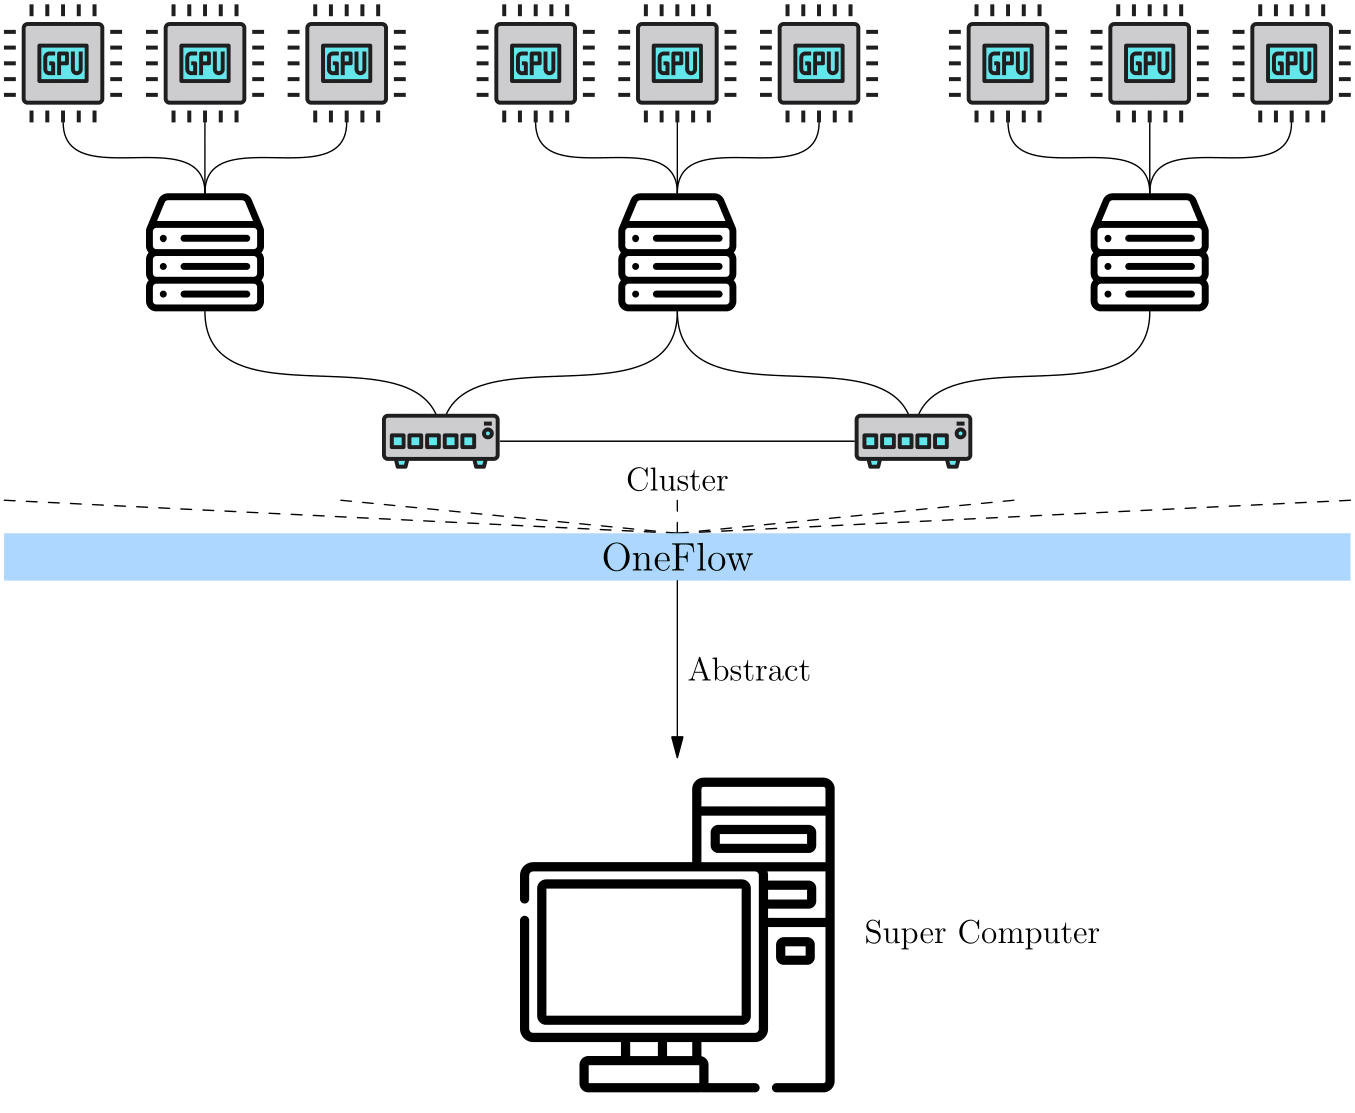 GPU GPU GPU GPU GPU GPU GPU GPU GPU
Cluster
OneFlow
Abstract
Super Computer